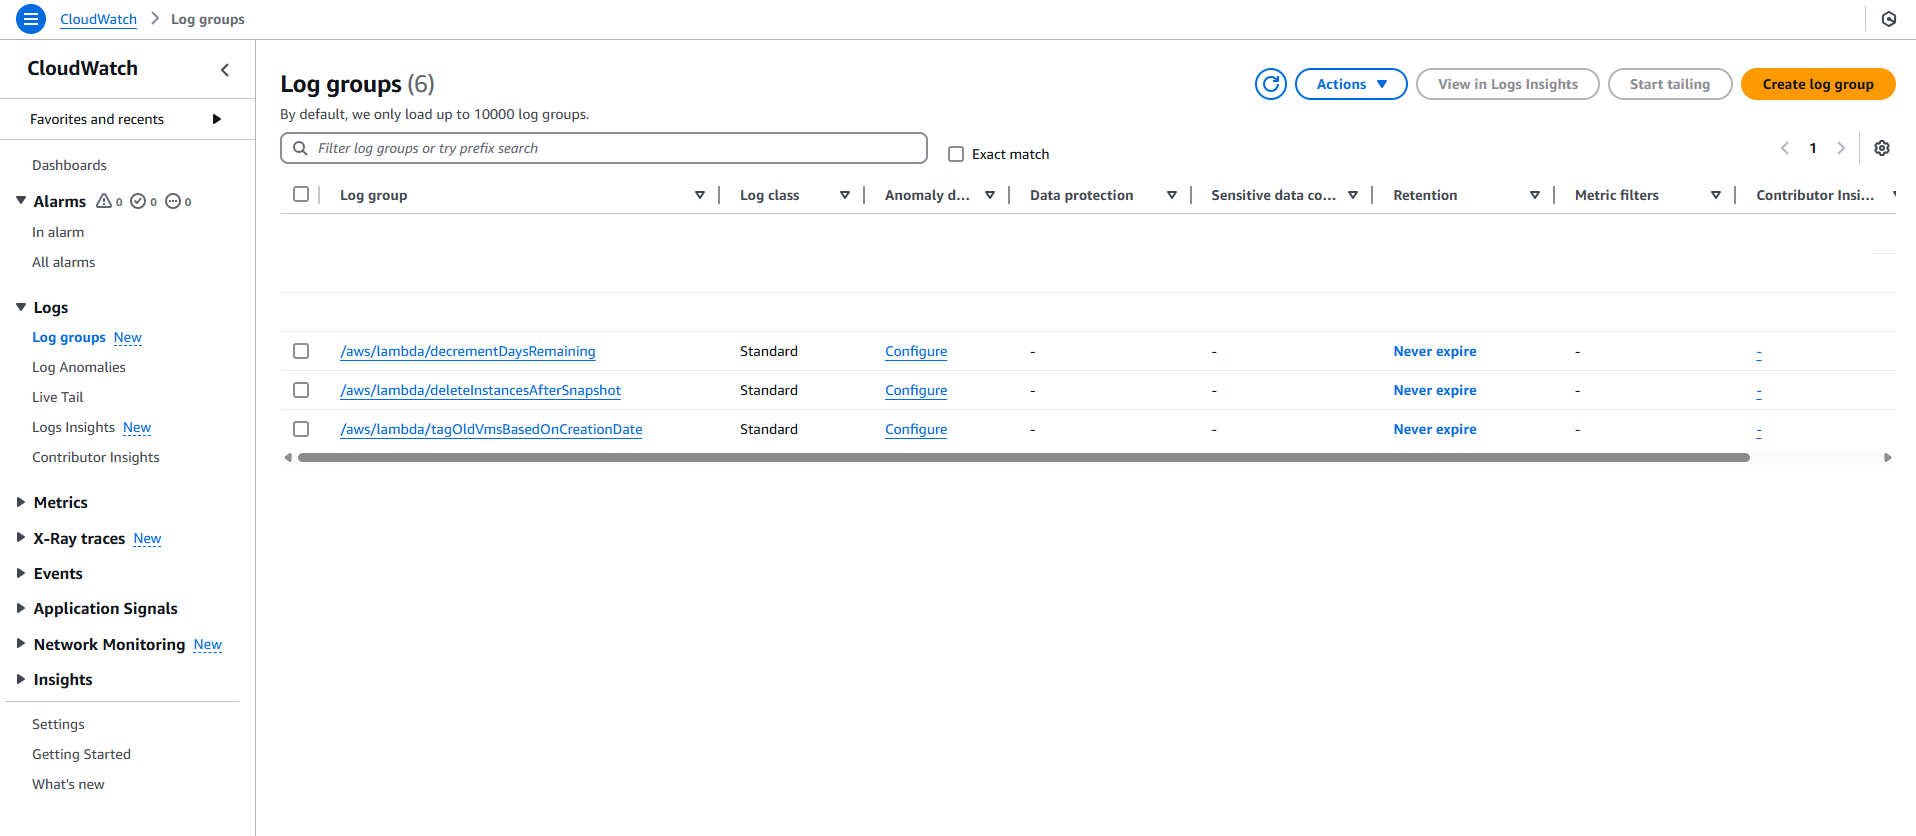 CloudWatch > Log groups
CloudWatch
Favorites and recents
Dashboards
Alarms 0 0 0
In alarm
All alarms
Logs
Log groups New
Log Anomalies
Live Tail
Logs Insights New
Contributor Insights
Metrics
X-Ray traces New
Events
Application Signals
Network Monitoring New
Insights
Settings
Getting Started
What's new
Log groups (6)
Actions View in Logs Insights Start tailing Create log group
By default, we only load up to 10000 log groups.
Filter log groups or try prefix search Exact match 1
Log group Log class Anomaly d... Data protection Sensitive data co... Retention Metric filters Contributor Insi...
/aws/lambda/decrementDaysRemaining Standard Configure - - Never expire - -
/aws/lambda/deleteInstancesAfterSnapshot Standard Configure - - Never expire - -
/aws/lambda/tagOldVmsBasedOnCreationDate Standard Configure - - Never expire - -